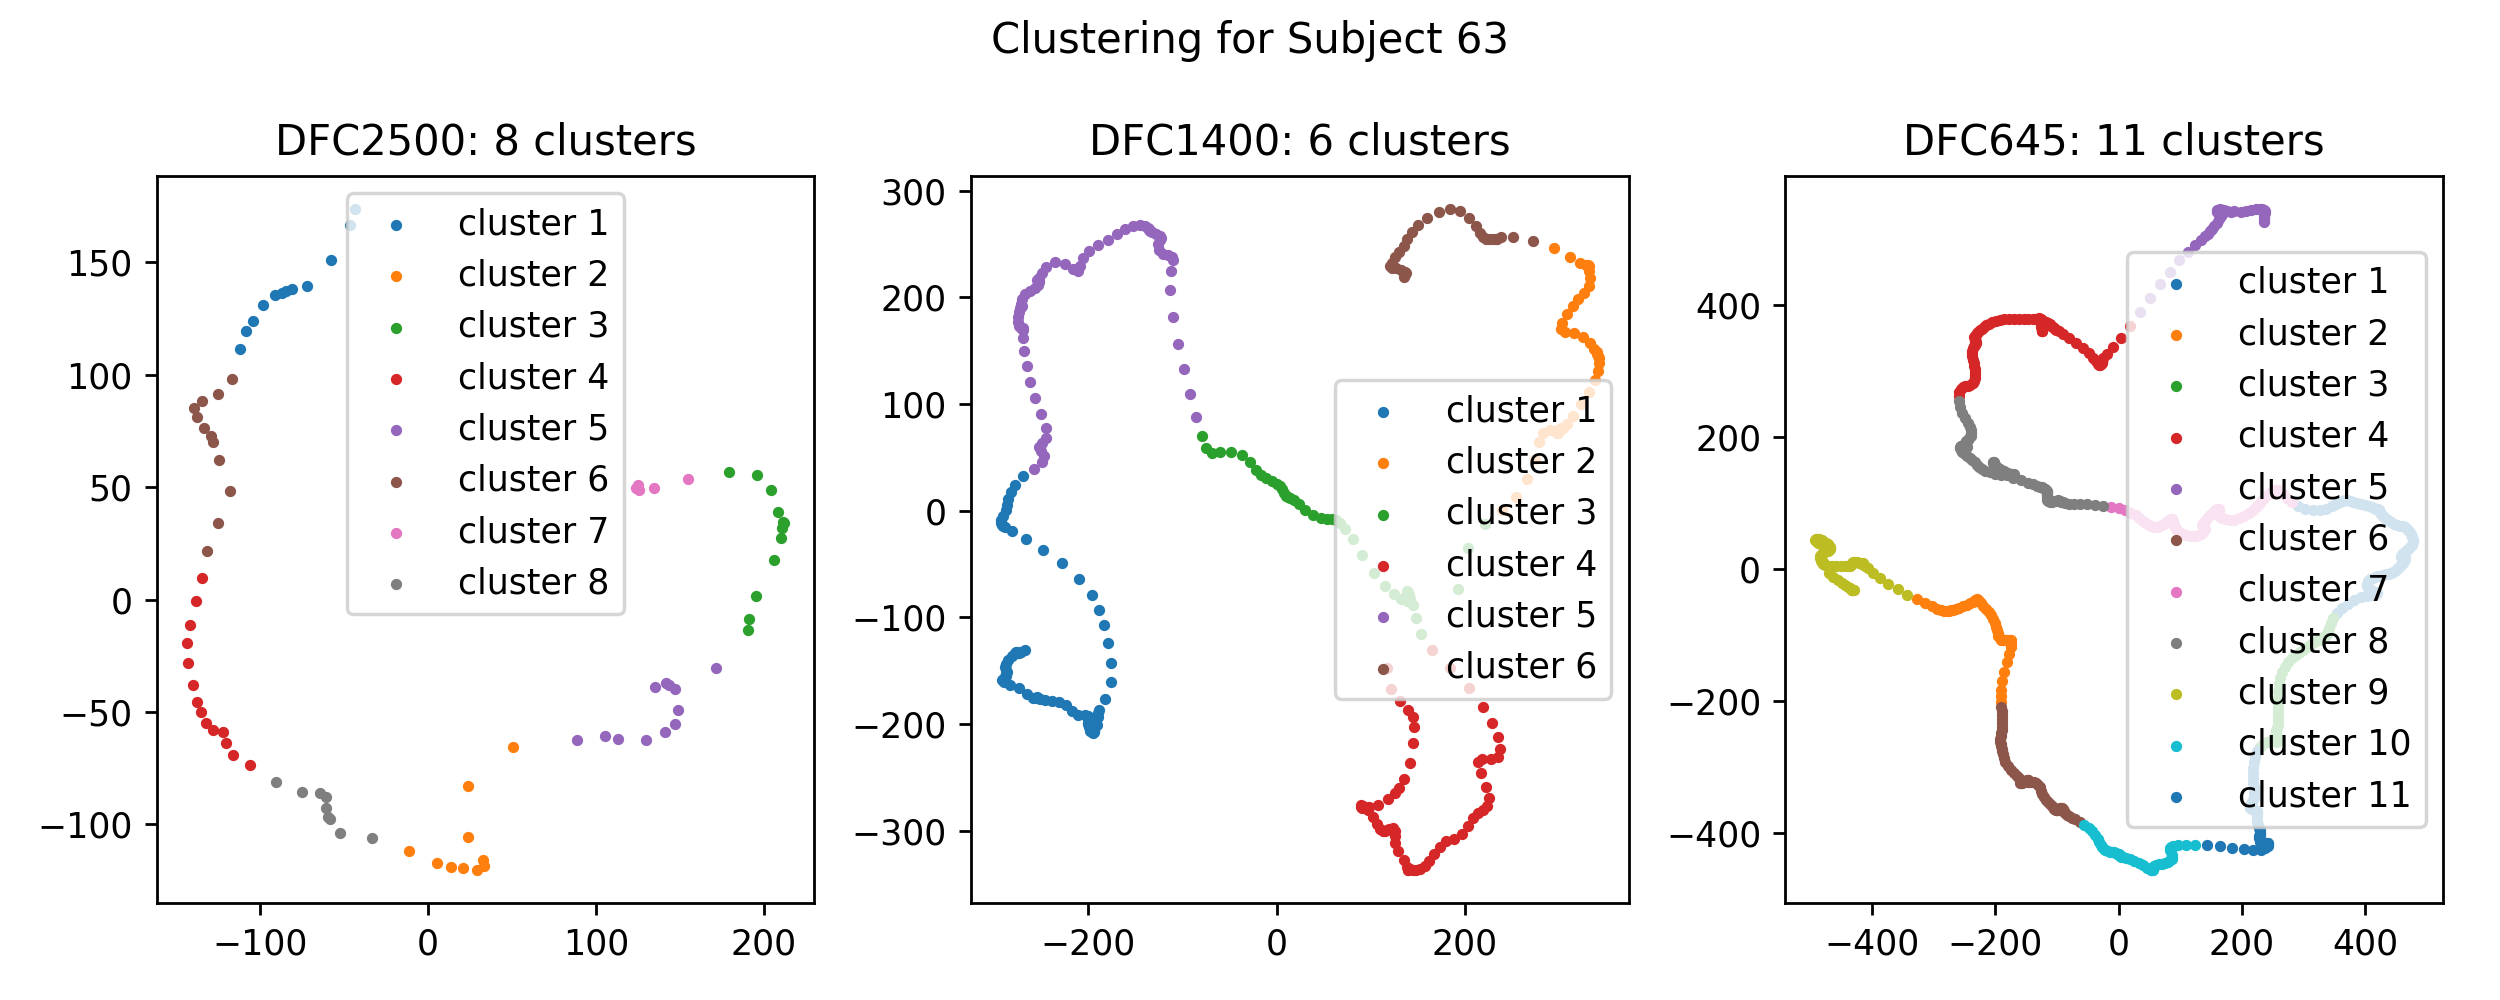 Clustering for Subject 63
DFC2500: 8 clusters
150
100
50
0
−50
−100
−100
0
100
200
cluster 1
cluster 2
cluster 3
cluster 4
cluster 5
cluster 6
cluster 7
cluster 8
DFC1400: 6 clusters
300
200
100
0
−100
−200
−300
−200
0
200
cluster 1
cluster 2
cluster 3
cluster 4
cluster 5
cluster 6
DFC645: 11 clusters
400
200
0
−200
−400
−400
−200
0
200
400
cluster 1
cluster 2
cluster 3
cluster 4
cluster 5
cluster 6
cluster 7
cluster 8
cluster 9
cluster 10
cluster 11